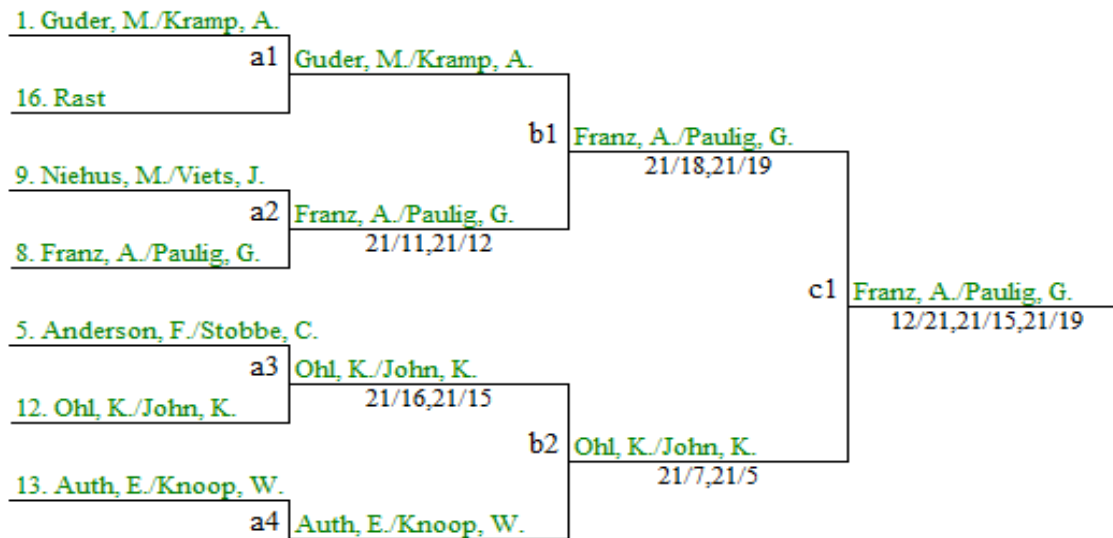 1. Guder, M./Kramp, A.
a1 Guder, M./Kramp, A.
16. Rast
b1 Franz, A./Paulig, G.
21/18,21/19
9. Niehus, M./Viets, J.
a2 Franz, A./Paulig, G.
21/11,21/12
8. Franz, A./Paulig, G.
c1 Franz, A./Paulig, G.
12/21,21/15,21/19
5. Anderson, F./Stobbe, C.
a3 Ohl, K./John, K.
21/16,21/15
12. Ohl, K./John, K.
b2 Ohl, K./John, K.
21/7,21/5
13. Auth, E./Knoop, W.
a4 Auth, E./Knoop, W.